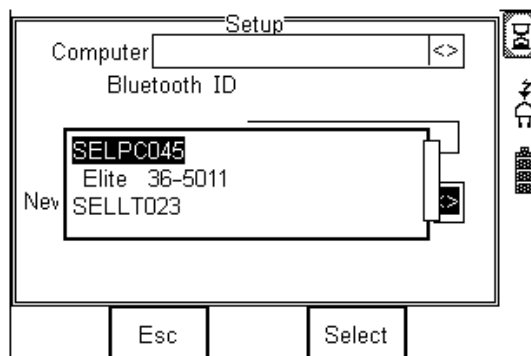 Setup
Computer <>
Bluetooth ID
SELPC045
Elite 36-5011
Nev SELLT023 <>
Esc Select